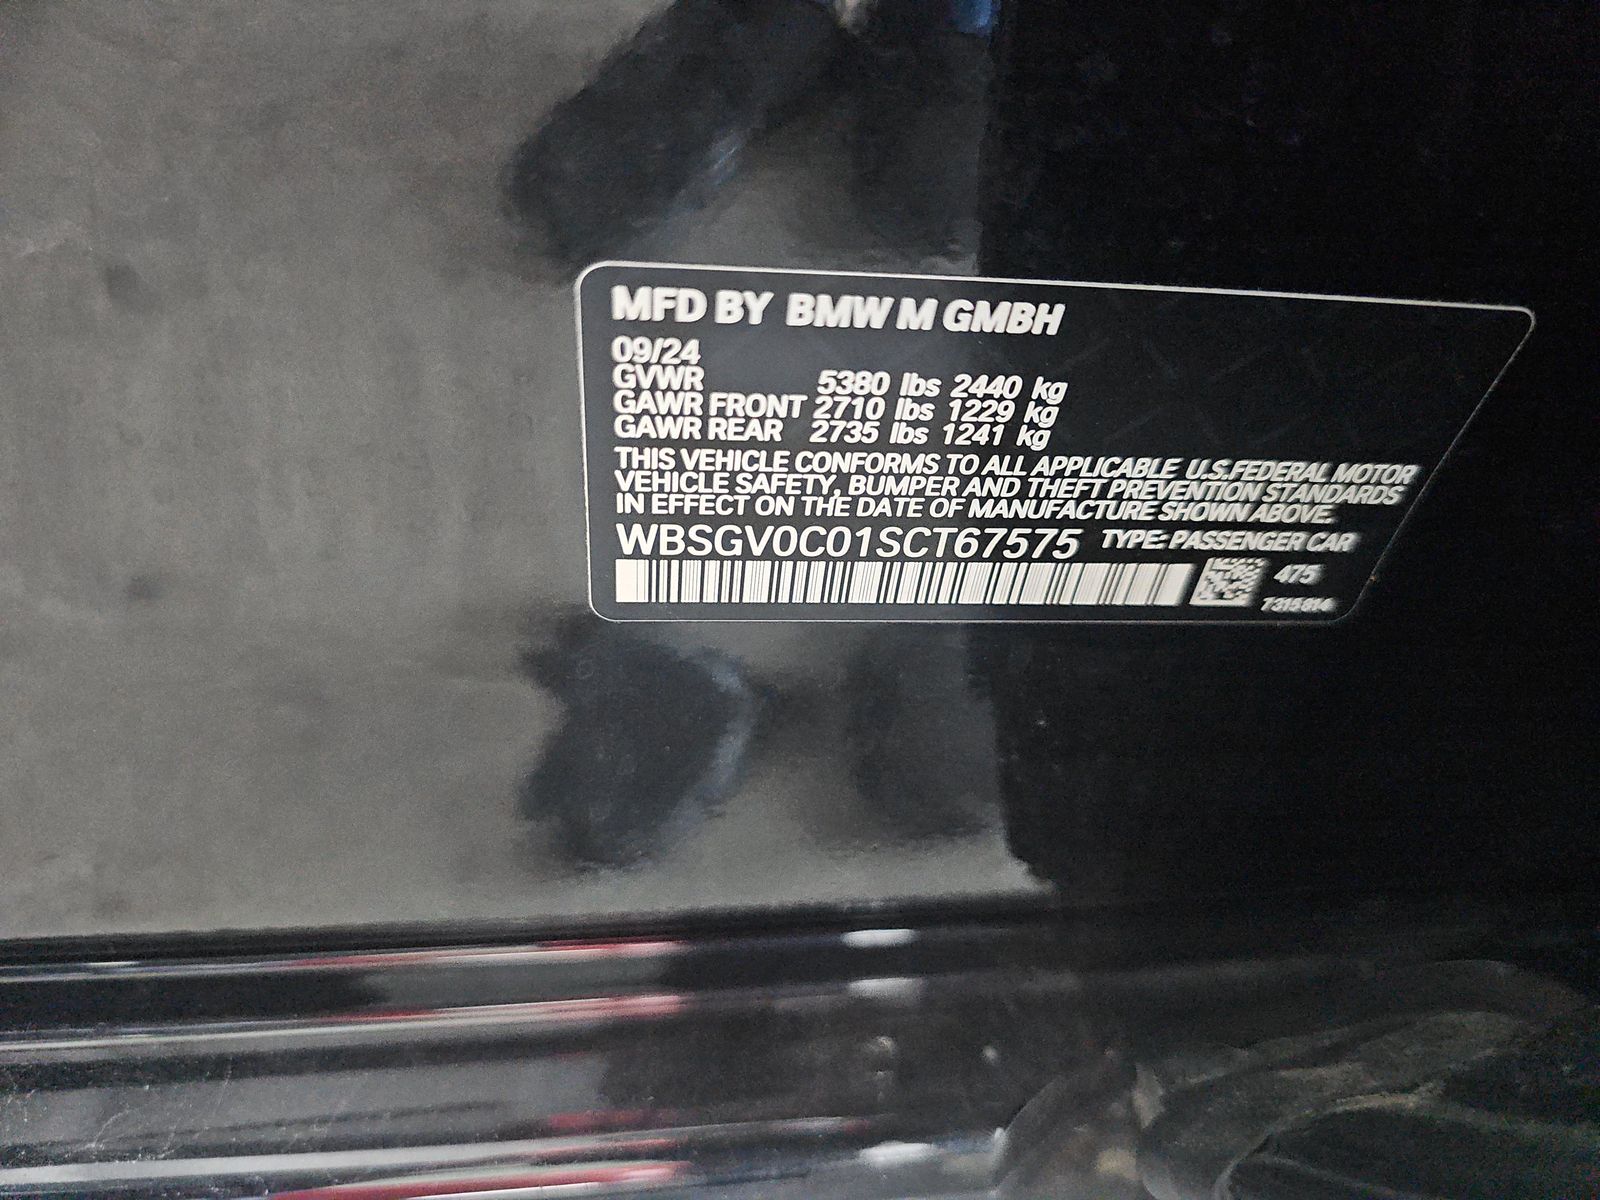 MFD BY BMW M GMBH
09/24
GVWR 5380 lbs 2440 kg
GAWR FRONT 2710 lbs 1229 kg
GAWR REAR 2735 lbs 1241 kg
THIS VEHICLE CONFORMS TO ALL APPLICABLE U.S.FEDERAL MOTOR
VEHICLE SAFETY, BUMPER AND THEFT PREVENTION STANDARDS
IN EFFECT ON THE DATE OF MANUFACTURE SHOWN ABOVE.
WBSGV0C01SCT67575 TYPE: PASSENGER CAR
475